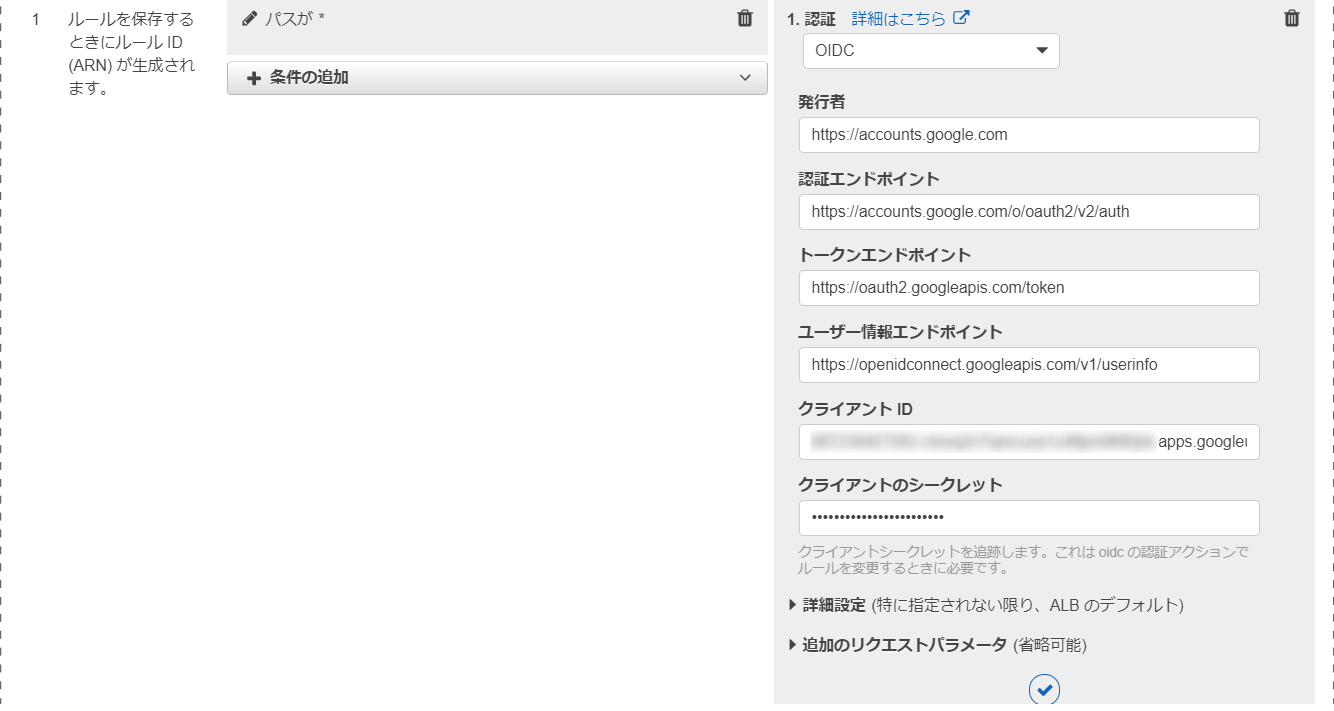 1
ルールを保存する
ときにルール ID
(ARN) が生成され
ます。
パスが *
条件の追加
1. 認証 詳細はこちら
OIDC
発行者
https://accounts.google.com
認証エンドポイント
https://accounts.google.com/o/oauth2/v2/auth
トークンエンドポイント
https://oauth2.googleapis.com/token
ユーザー情報エンドポイント
https://openidconnect.googleapis.com/v1/userinfo
クライアント ID
.apps.googleu
クライアントのシークレット
••••••••••••••••••••••••
クライアントシークレットを追跡します。これは oidc の認証アクションで
ルールを変更するときに必要です。
詳細設定 (特に指定されない限り、ALB のデフォルト)
追加のリクエストパラメータ (省略可能)